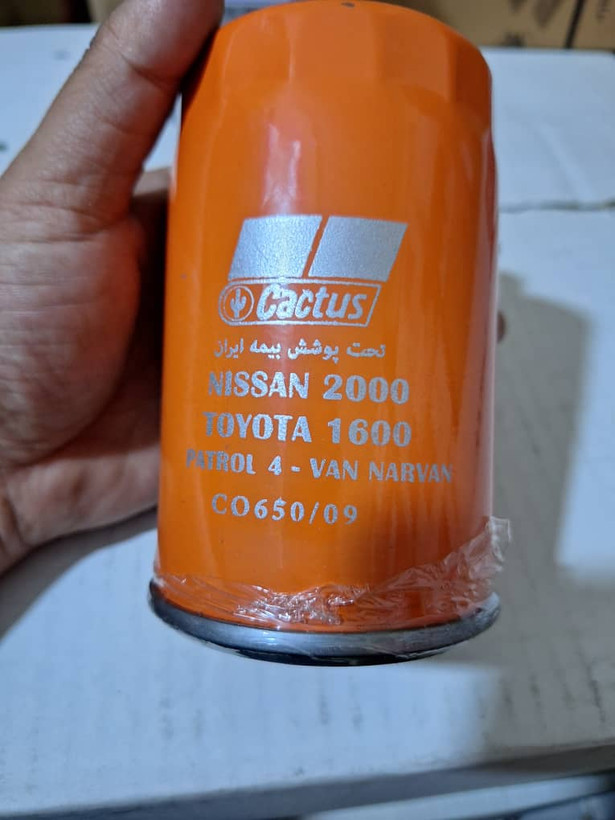 Cactus
تحت پوشش بیمه ایران
NISSAN 2000
TOYOTA 1600
PATROL 4 - VAN NARVAN
CO650/09